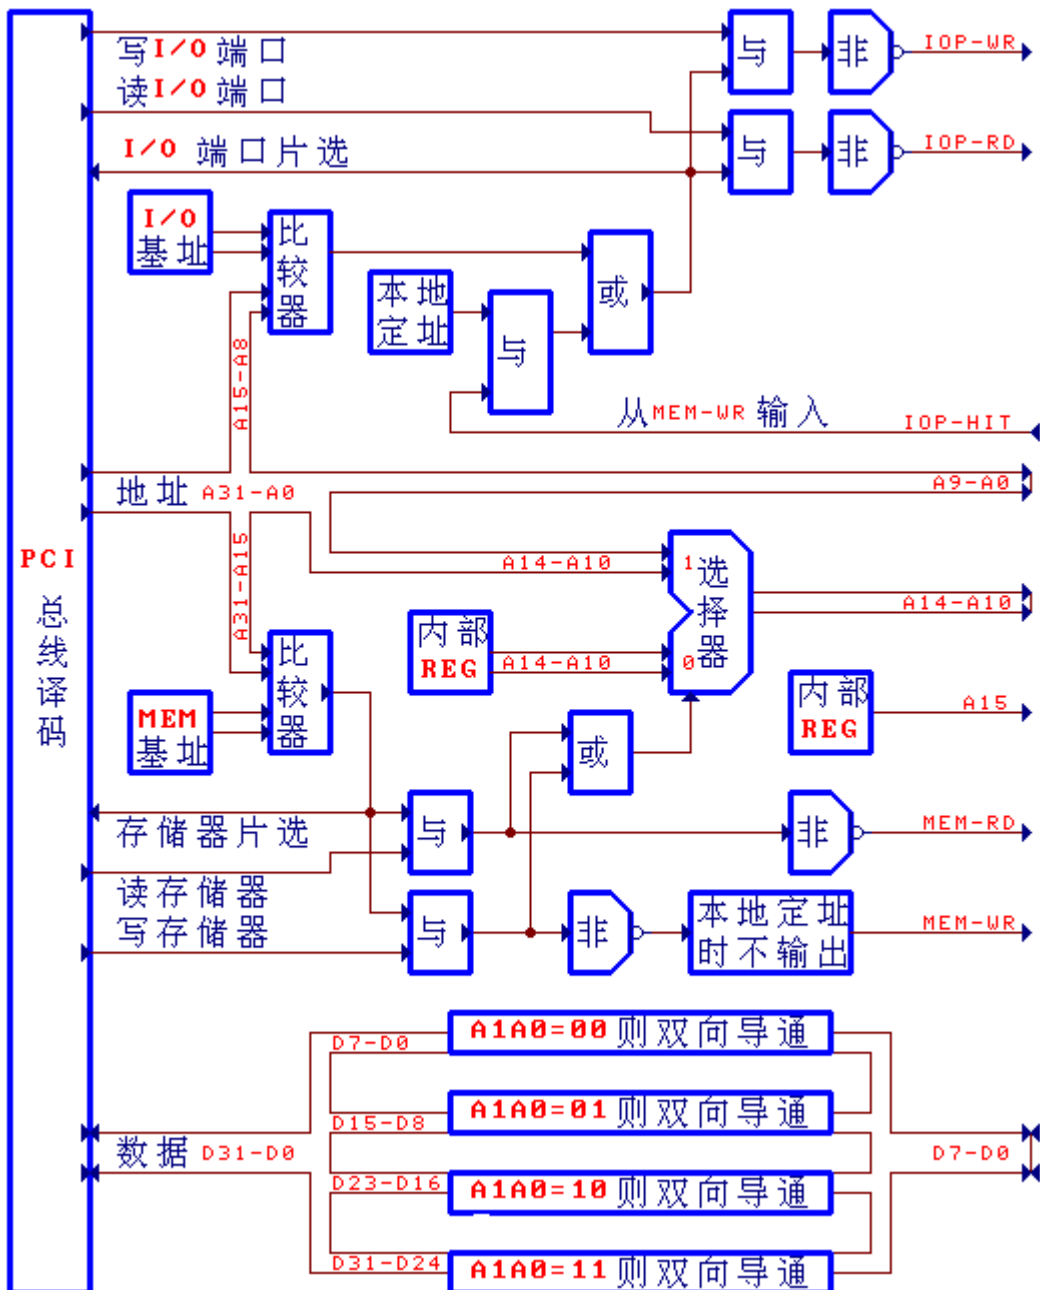 写I/O端口
IOP-WR
与
非
读I/O端口
I/O 端口片选
IOP-RD
与
非
I/O
基址
比
较
器
本地
定址
与
或
A15-A8
从MEM-WR输入
IOP-HIT
地址 A31-A0
A9-A0
PCI
总
线
译
码
A31-A15
A14-A10
1
0
选
择
器
A14-A10
内部
REG
A14-A10
比
较
器
MEM
基址
内部
REG
A15
或
存储器片选
与
非
MEM-RD
读存储器
写存储器
与
非
本地定址
时不输出
MEM-WR
A1A0=00则双向导通
D7-D0
A1A0=01则双向导通
D15-D8
数据 D31-D0
D7-D0
A1A0=10则双向导通
D23-D16
A1A0=11则双向导通
D31-D24